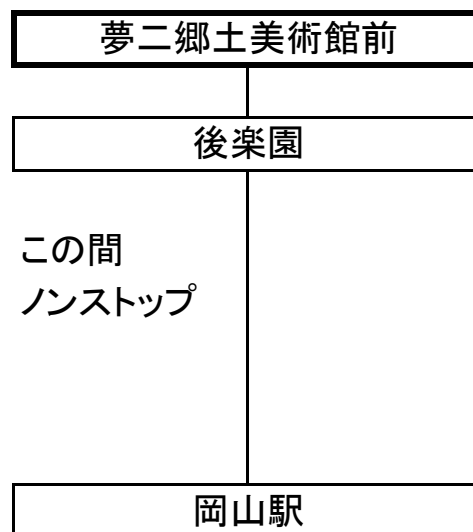 夢二郷土美術館前
後楽園
この間
ノンストップ
岡山駅